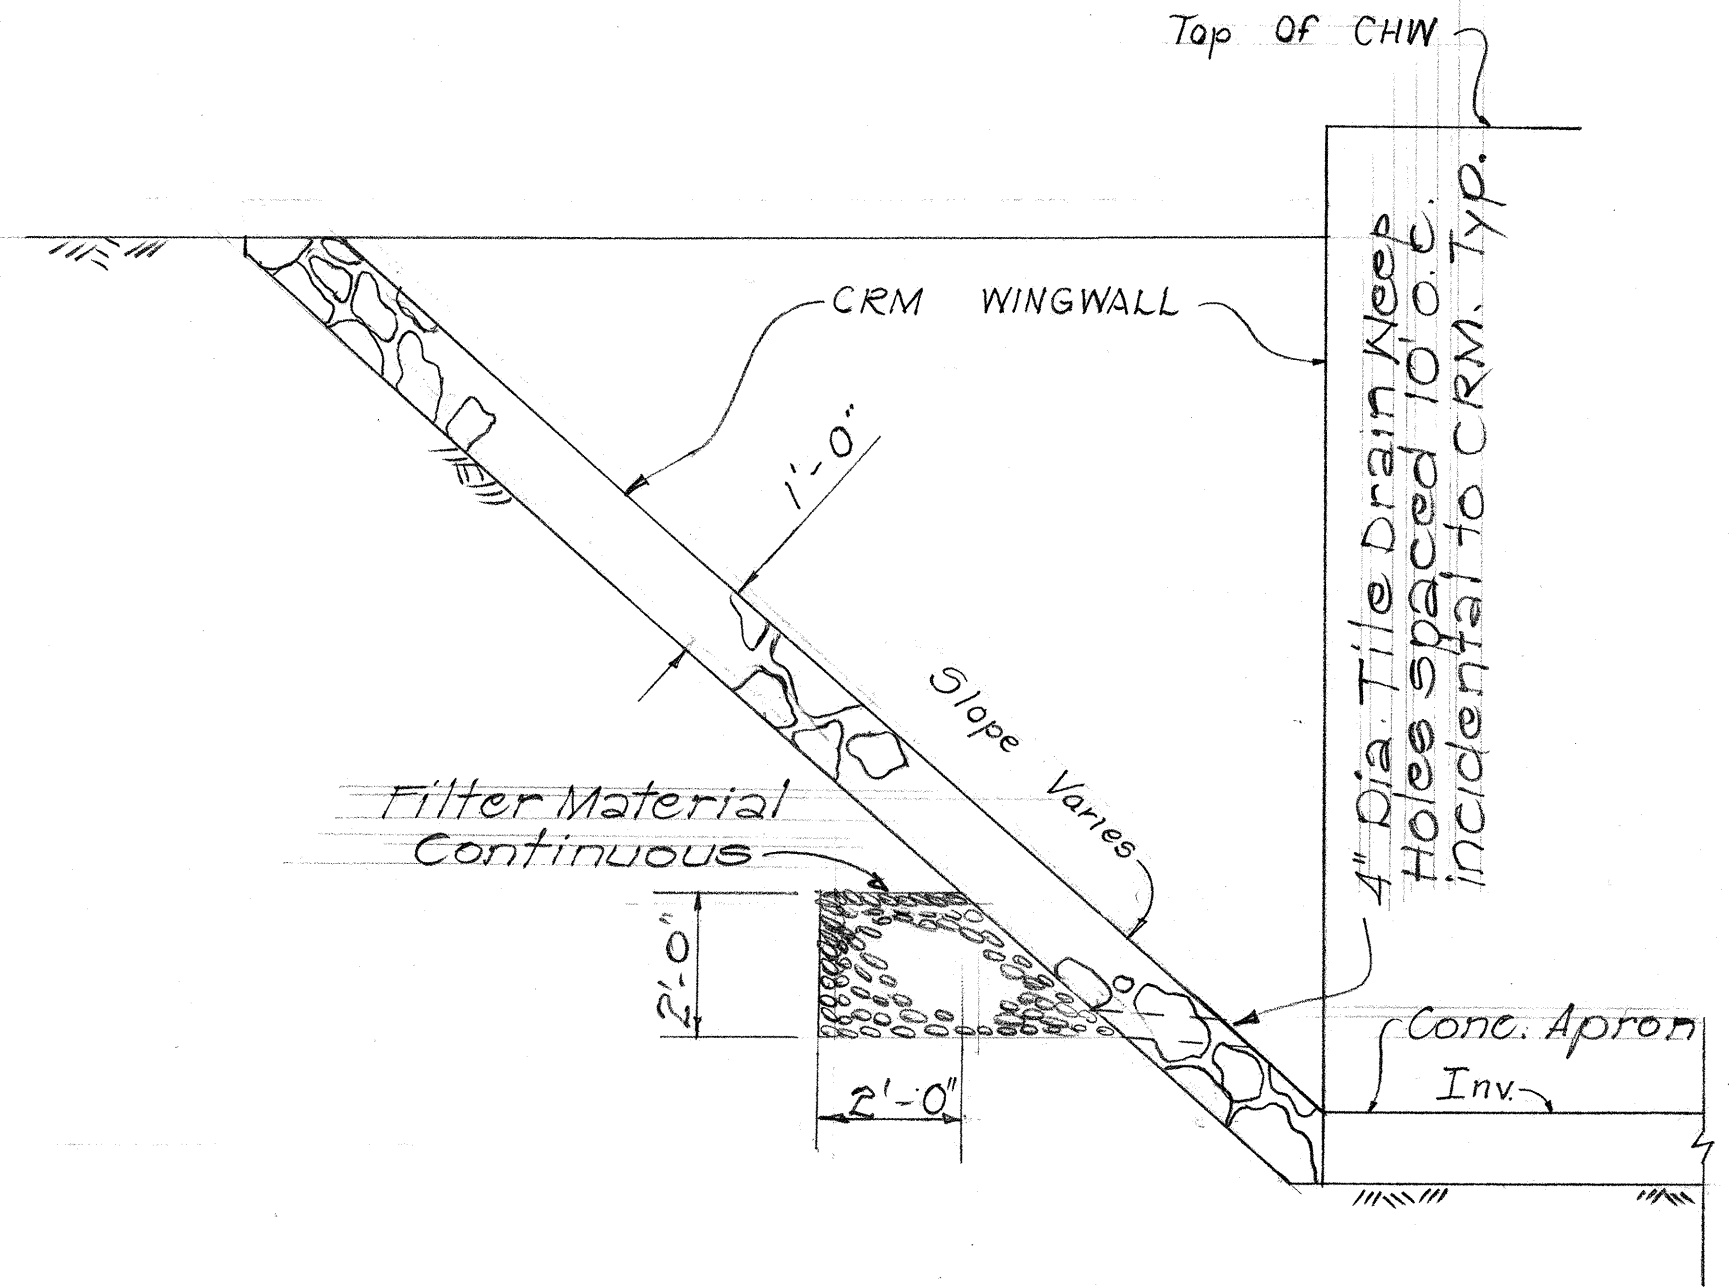 Top Of CHW
CRM WINGWALL
1'-0"
4" Dia. Tile Drain Weep
Holes spaced 10' o.c.
incidental to CRM. Typ.
Slope Varies
Filter Material
Continuous
2'-0"
2'-0"
Conc. Apron
Inv.